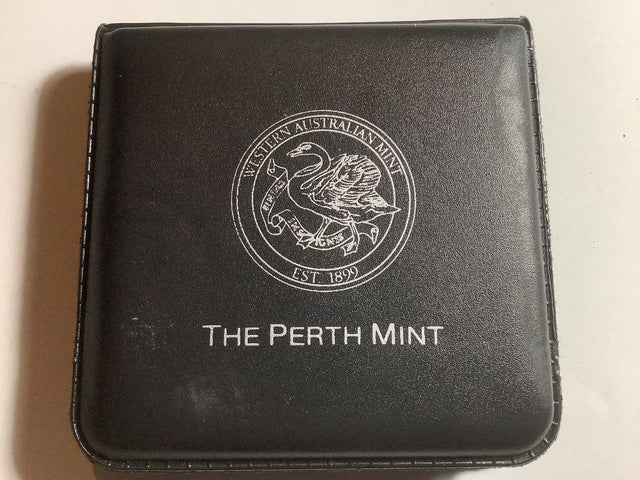 WESTERN AUSTRALIAN MINT
EST. 1899
THE PERTH MINT